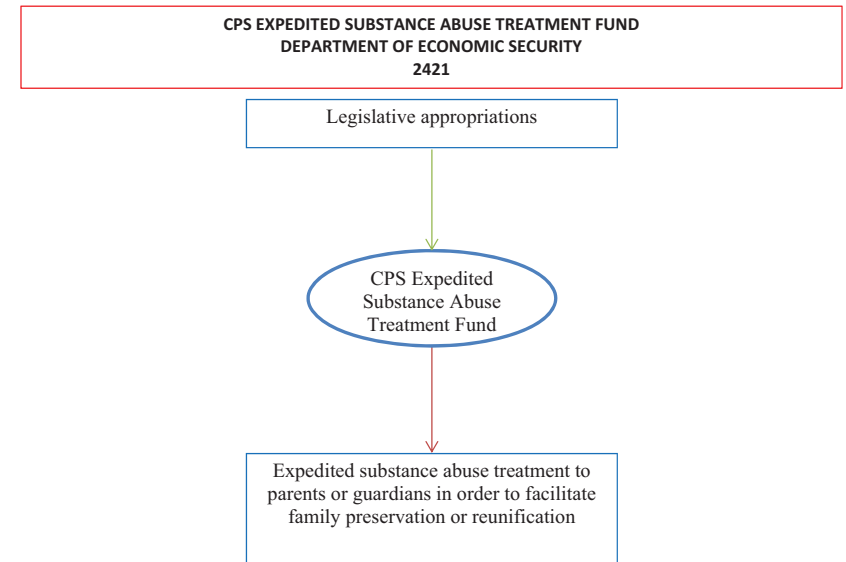 CPS EXPEDITED SUBSTANCE ABUSE TREATMENT FUND
DEPARTMENT OF ECONOMIC SECURITY
2421
Legislative appropriations
CPS Expedited
Substance Abuse
Treatment Fund
Expedited substance abuse treatment to
parents or guardians in order to facilitate
family preservation or reunification